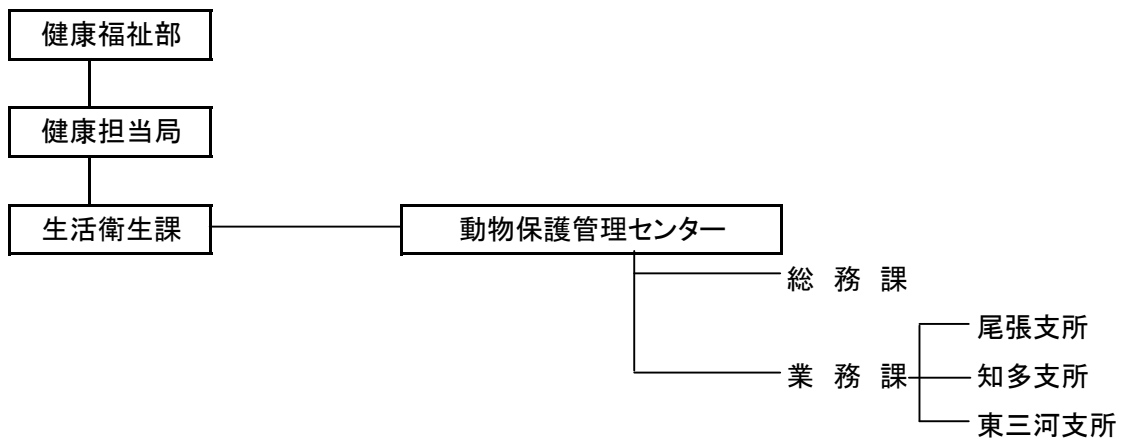 健康福祉部
健康担当局
生活衛生課
動物保護管理センター
総 務 課
業 務 課
尾張支所
知多支所
東三河支所